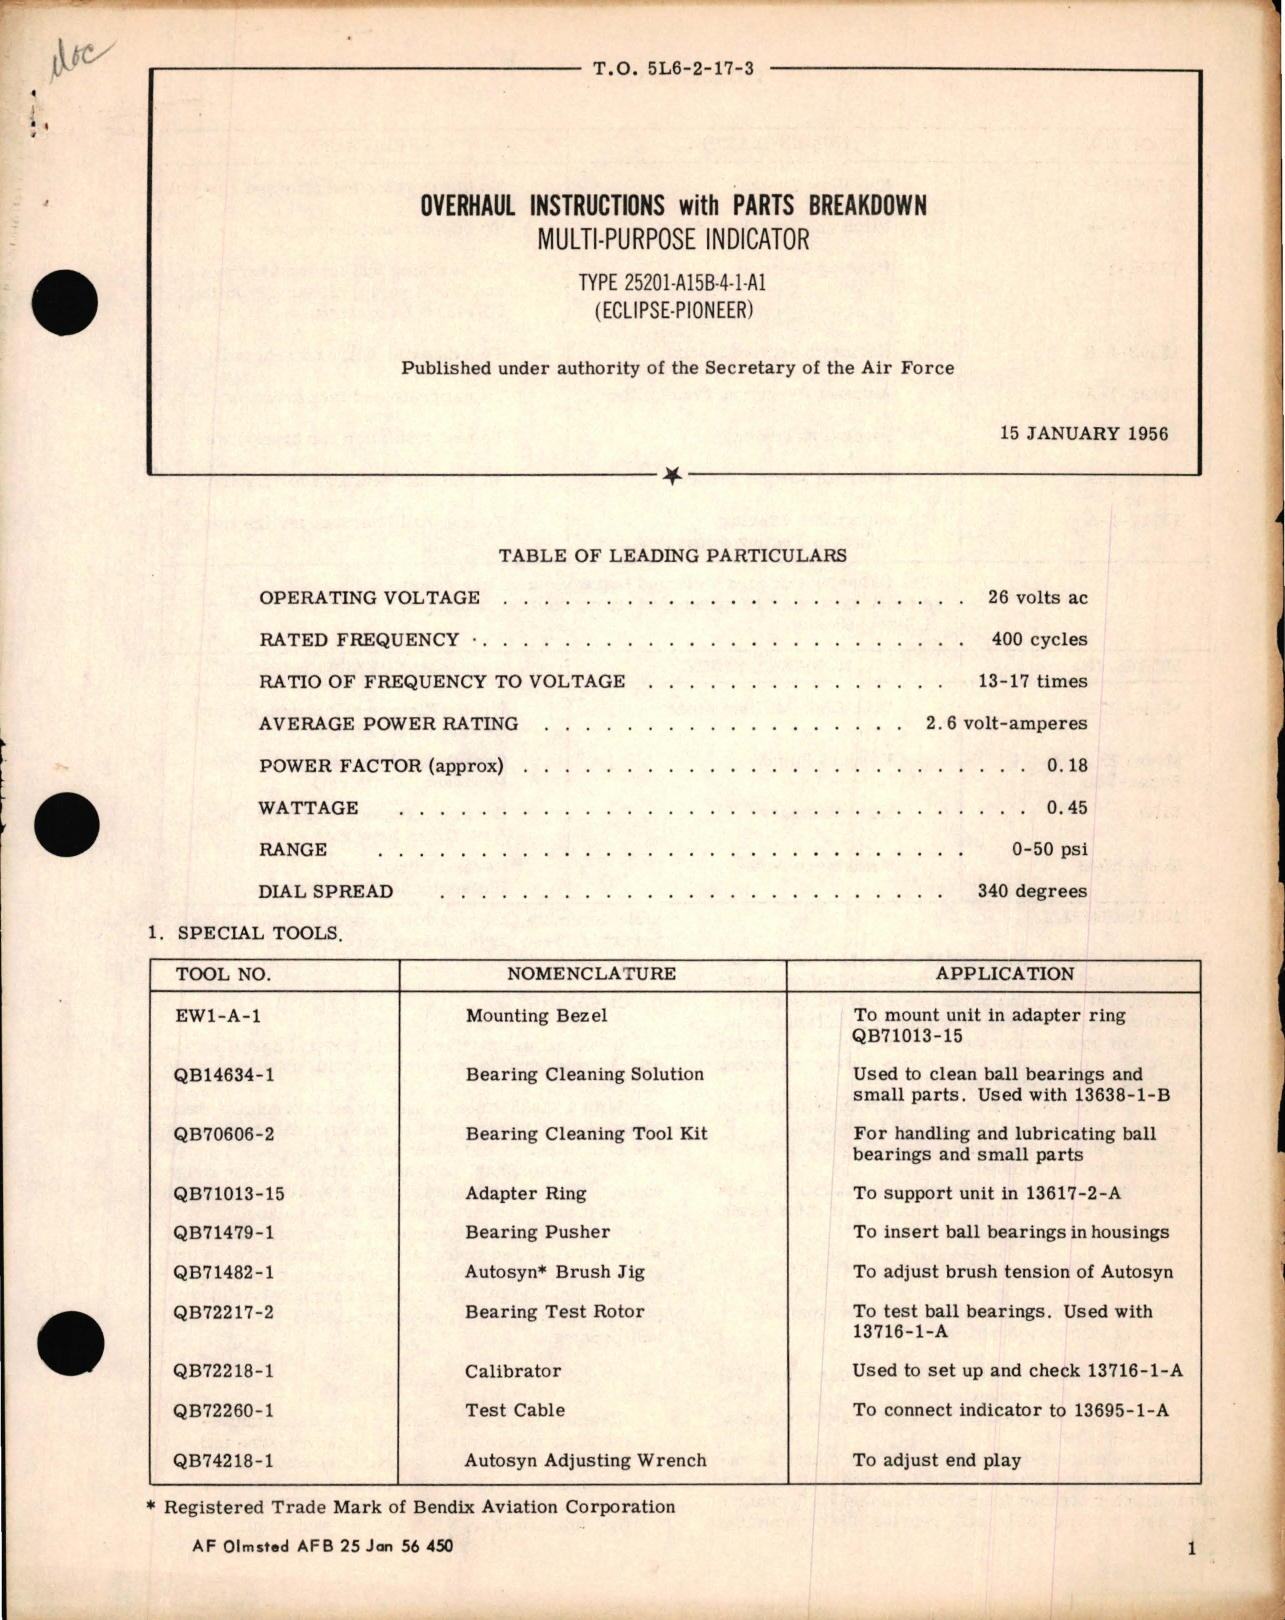 doc
T.O. 5L6-2-17-3
OVERHAUL INSTRUCTIONS with PARTS BREAKDOWN
MULTI-PURPOSE INDICATOR
TYPE 25201-A15B-4-1-A1
(ECLIPSE-PIONEER)
Published under authority of the Secretary of the Air Force
15 JANUARY 1956
TABLE OF LEADING PARTICULARS
OPERATING VOLTAGE . . . . . . . . . . . . . . . . . . . . . . . 26 volts ac
RATED FREQUENCY . . . . . . . . . . . . . . . . . . . . . . . . 400 cycles
RATIO OF FREQUENCY TO VOLTAGE . . . . . . . . . . . . . . . 13-17 times
AVERAGE POWER RATING . . . . . . . . . . . . . . . . . . 2.6 volt-amperes
POWER FACTOR (approx) . . . . . . . . . . . . . . . . . . . . . . . . . 0.18
WATTAGE . . . . . . . . . . . . . . . . . . . . . . . . . . . . . . . 0.45
RANGE . . . . . . . . . . . . . . . . . . . . . . . . . . . . . 0-50 psi
DIAL SPREAD . . . . . . . . . . . . . . . . . . . . . . . . . 340 degrees
1. SPECIAL TOOLS.
TOOL NO. NOMENCLATURE APPLICATION
EW1-A-1 Mounting Bezel To mount unit in adapter ring
QB71013-15
QB14634-1 Bearing Cleaning Solution Used to clean ball bearings and
small parts. Used with 13638-1-B
QB70606-2 Bearing Cleaning Tool Kit For handling and lubricating ball
bearings and small parts
QB71013-15 Adapter Ring To support unit in 13617-2-A
QB71479-1 Bearing Pusher To insert ball bearings in housings
QB71482-1 Autosyn* Brush Jig To adjust brush tension of Autosyn
QB72217-2 Bearing Test Rotor To test ball bearings. Used with
13716-1-A
QB72218-1 Calibrator Used to set up and check 13716-1-A
QB72260-1 Test Cable To connect indicator to 13695-1-A
QB74218-1 Autosyn Adjusting Wrench To adjust end play
* Registered Trade Mark of Bendix Aviation Corporation
AF Olmsted AFB 25 Jan 56 450
1